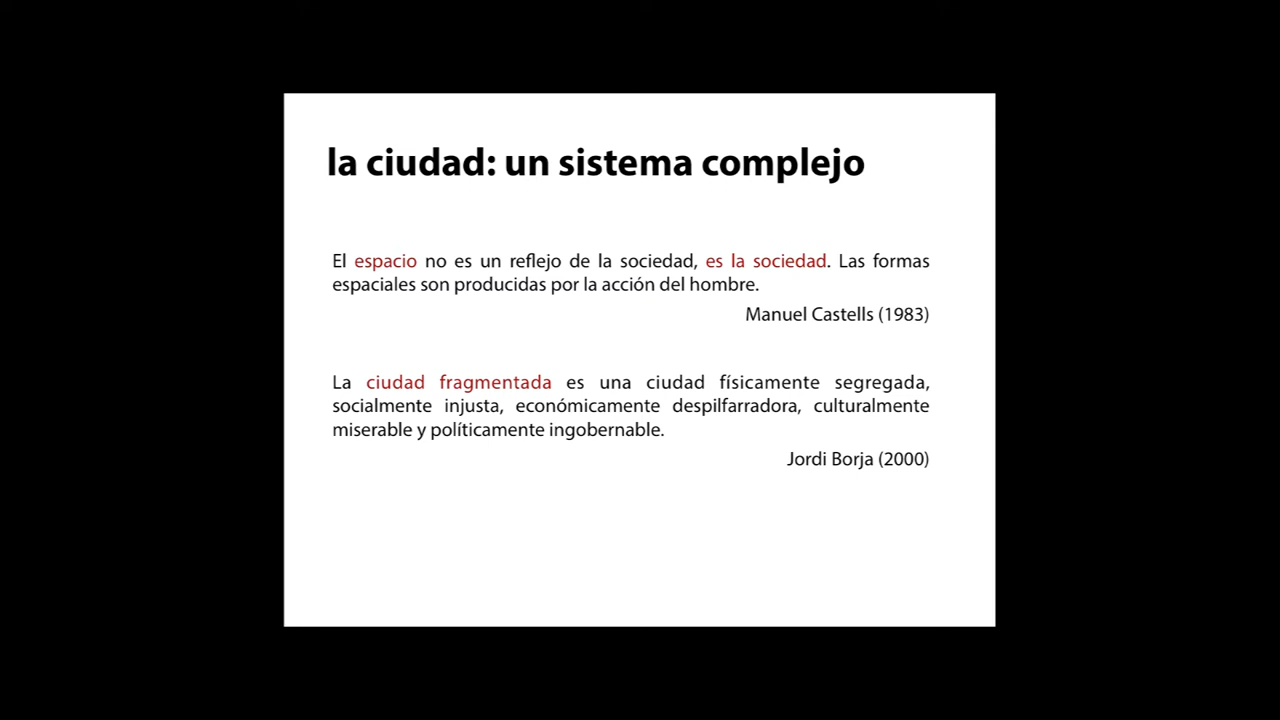 la ciudad: un sistema complejo
El espacio no es un reflejo de la sociedad, es la sociedad. Las formas
espaciales son producidas por la acción del hombre.
Manuel Castells (1983)
La ciudad fragmentada es una ciudad físicamente segregada,
socialmente injusta, económicamente despilfarradora, culturalmente
miserable y políticamente ingobernable.
Jordi Borja (2000)